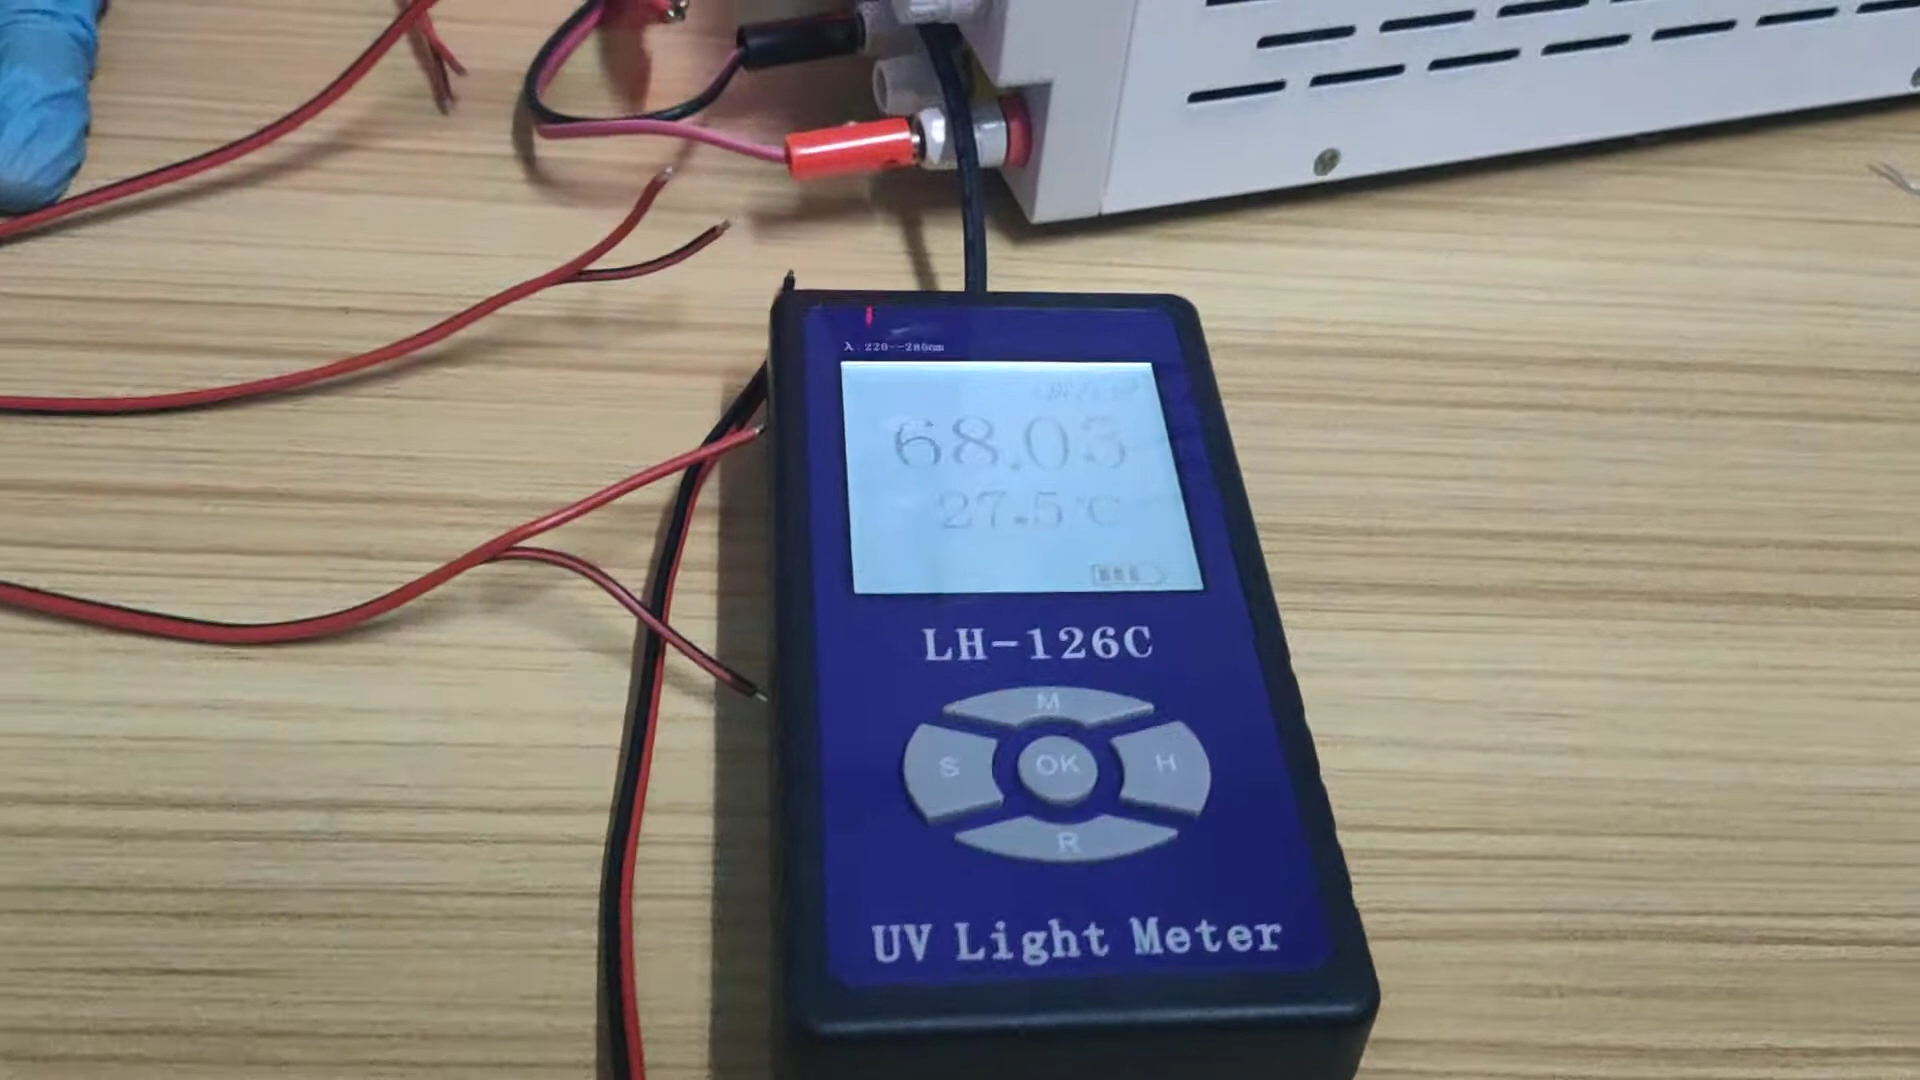 λ 220--280nm
68.03
27.5℃
LH-126C
M
S OK H
R
UV Light Meter